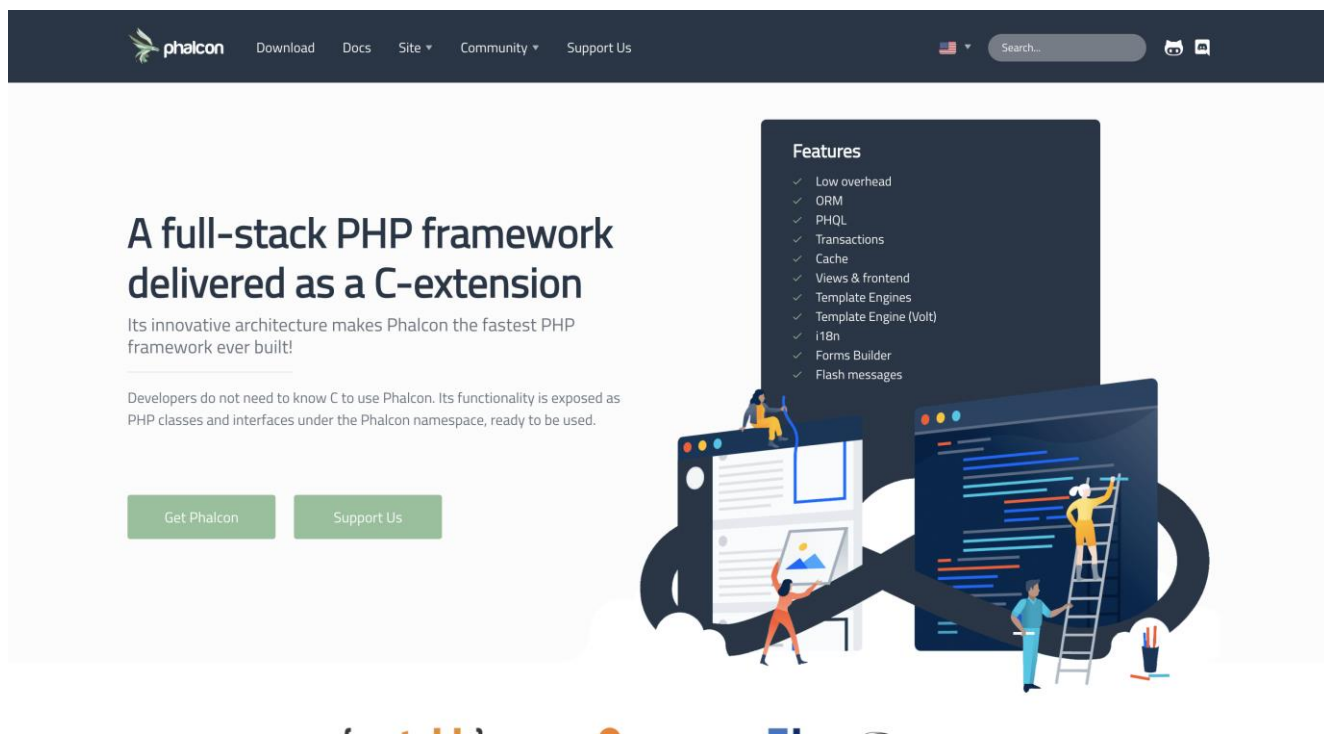 phalcon
Download
Docs
Site
Community
Support Us
Search...
A full-stack PHP framework
delivered as a C-extension
Its innovative architecture makes Phalcon the fastest PHP
framework ever built!
Developers do not need to know C to use Phalcon. Its functionality is exposed as
PHP classes and interfaces under the Phalcon namespace, ready to be used.
Get Phalcon
Support Us
Features
Low overhead
ORM
PHQL
Transactions
Cache
Views & frontend
Template Engines
Template Engine (Volt)
i18n
Forms Builder
Flash messages